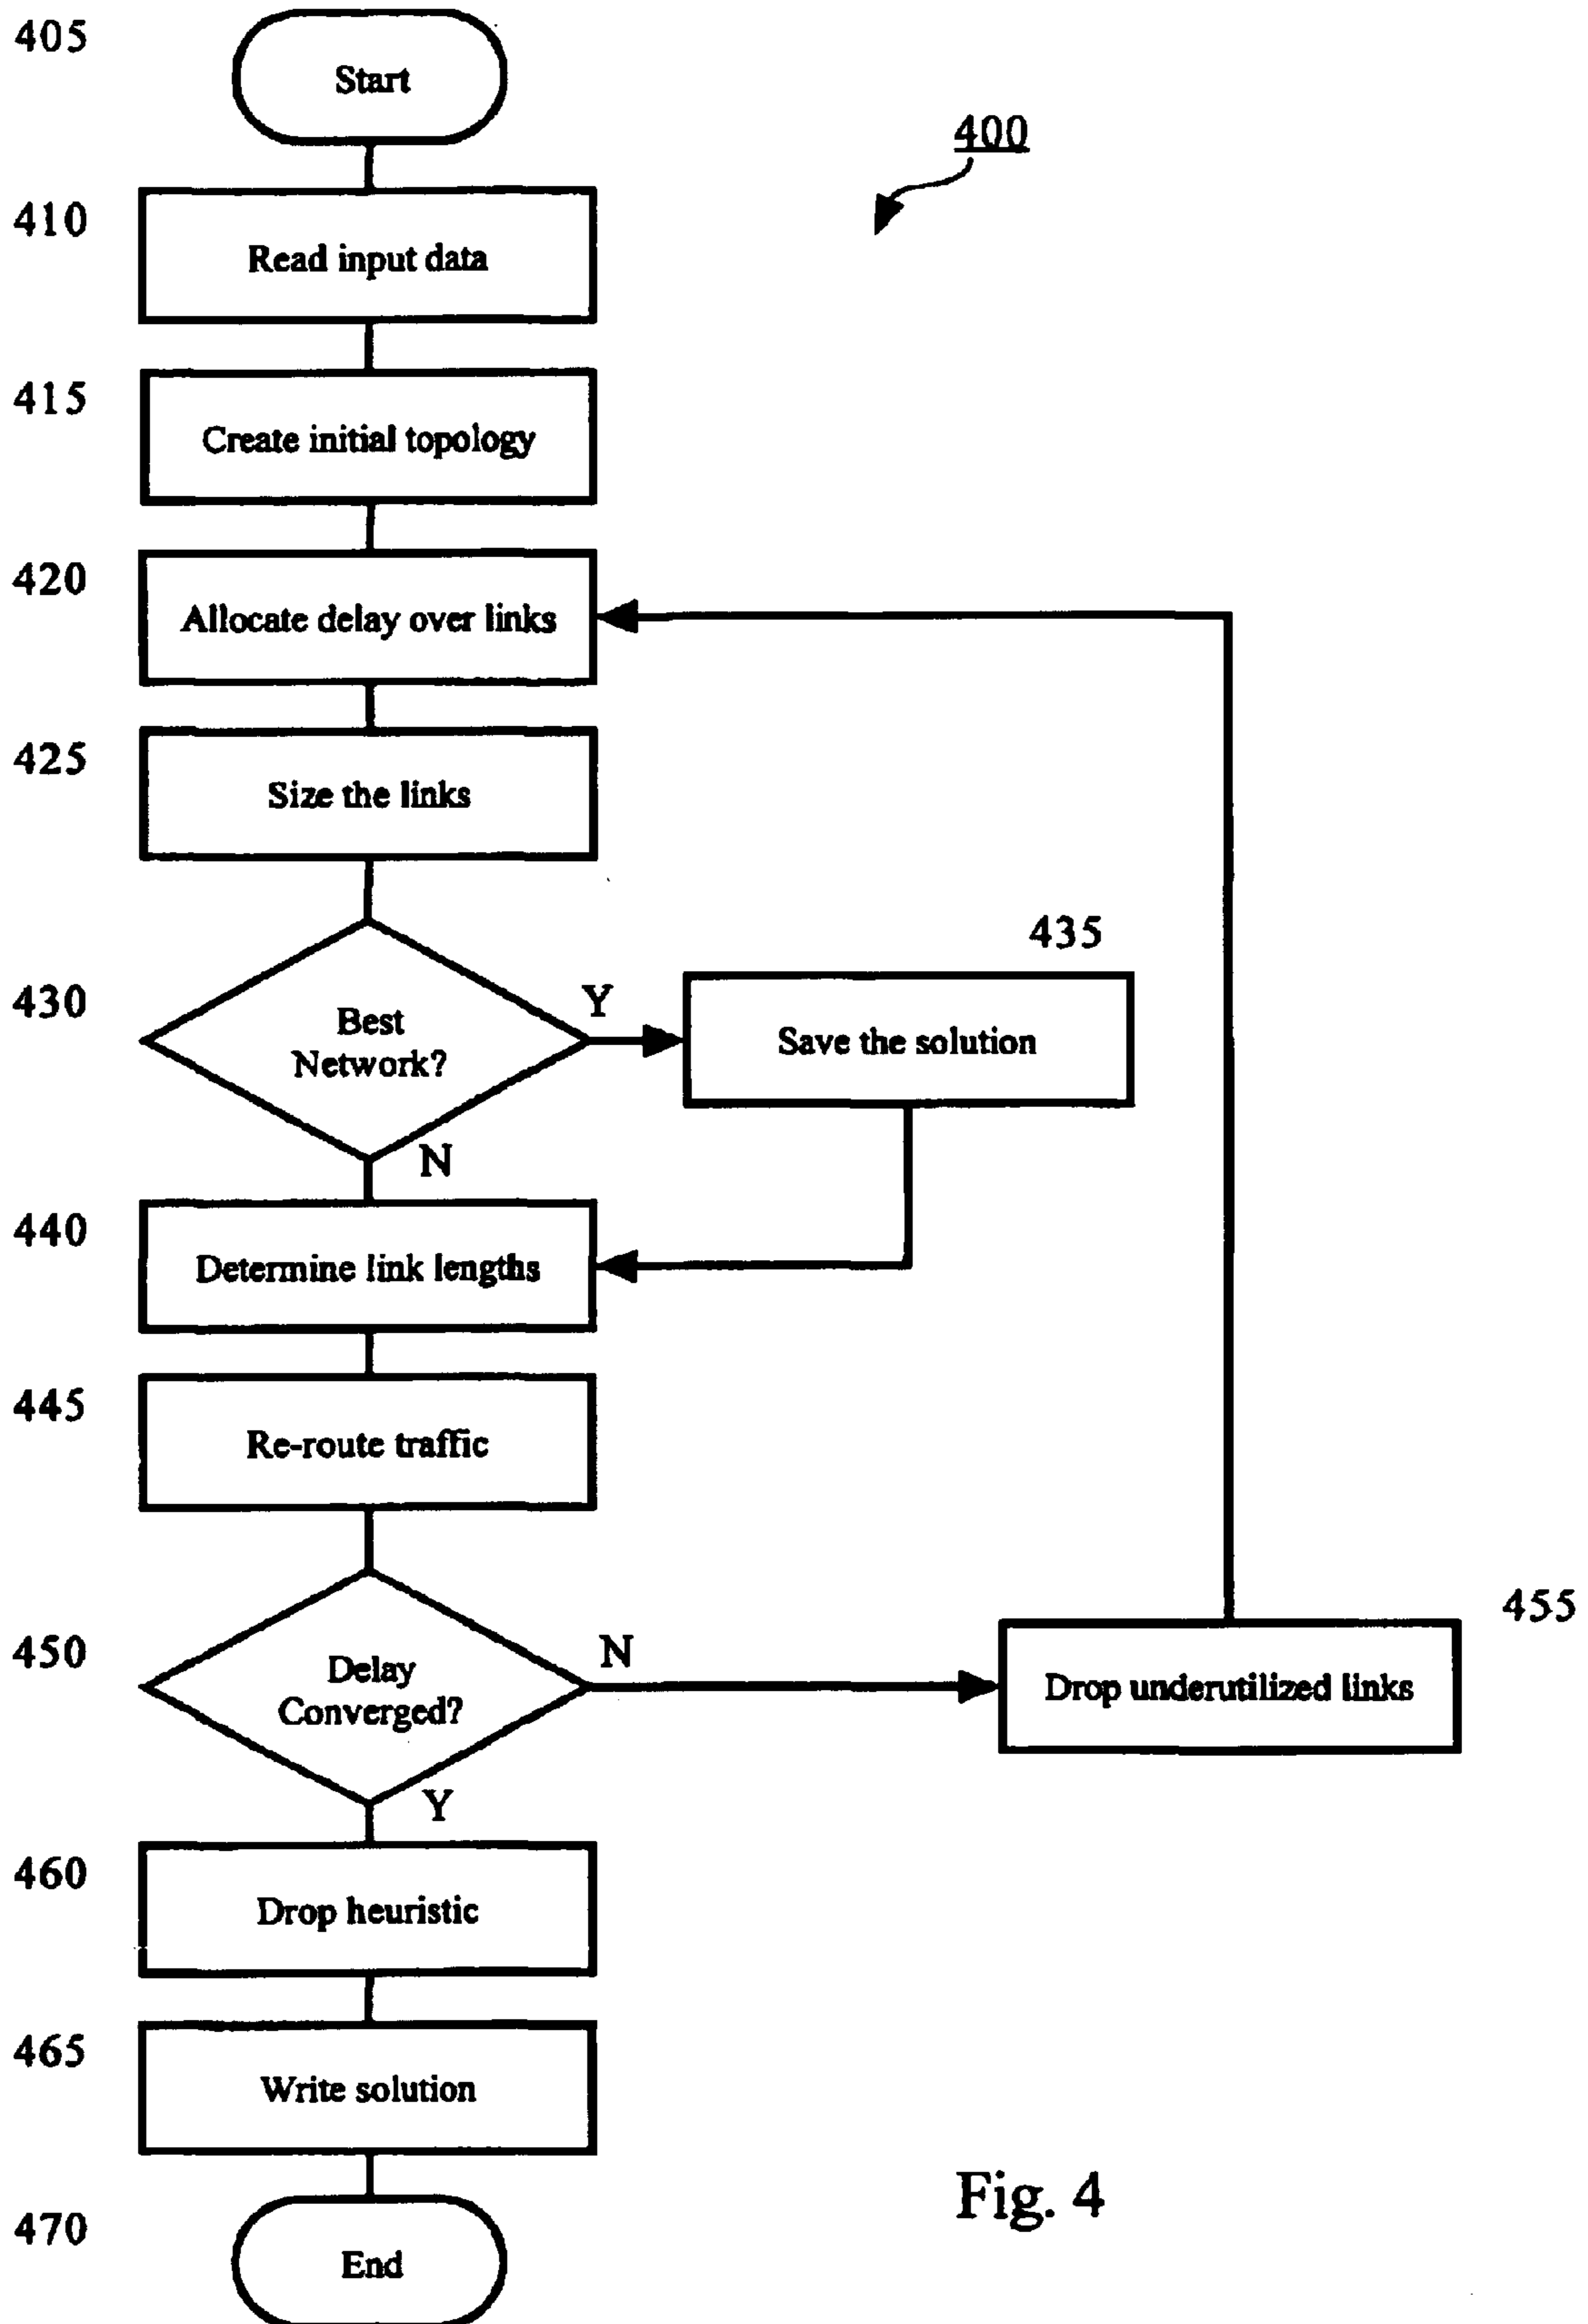 405
Start
400
410
Read input data
415
Create initial topology
420
Allocate delay over links
425
Size the links
435
430
Best
Network?
Y
Save the solution
N
440
Determine link lengths
445
Re-route traffic
455
450
Delay
Converged?
N
Drop underutilized links
Y
460
Drop heuristic
465
Write solution
Fig. 4
470
End